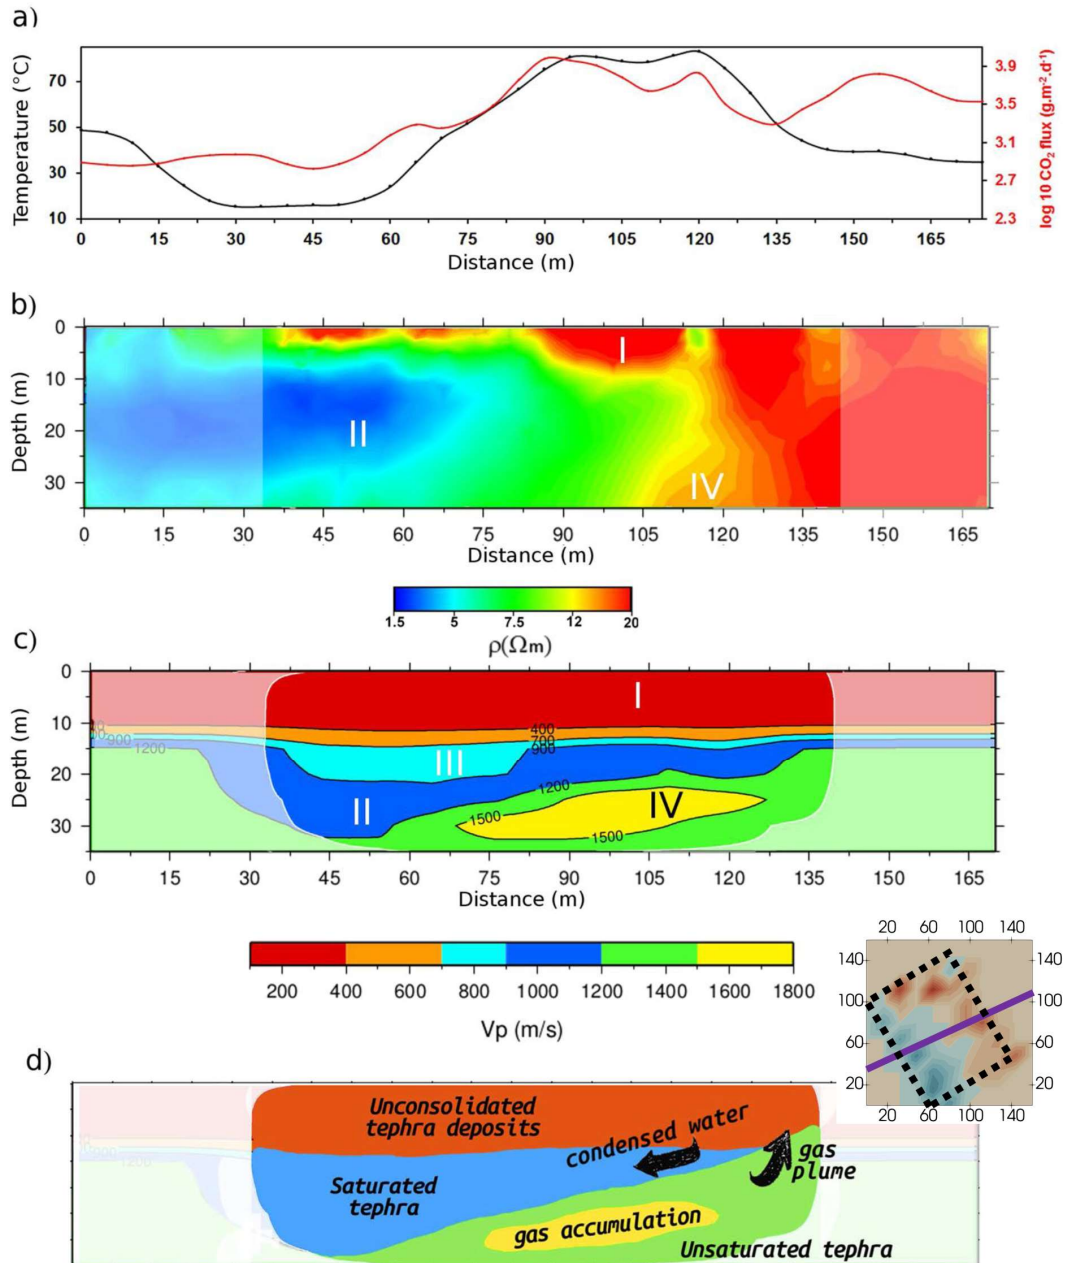 a)
Temperature (°C)
70
50
30
10
3.9
3.5
3.1
2.7
2.3
log 10 CO₂ flux (g.m⁻².d⁻¹)
0 15 30 45 60 75 90 105 120 135 150 165
Distance (m)
b)
Depth (m)
0
10
20
30
I
II
IV
0 15 30 45 60 75 90 105 120 135 150 165
Distance (m)
1.5 5 7.5 12 20
ρ(Ωm)
c)
Depth (m)
0
10
20
30
I
400
700
900
900
1200
III
1200
II
IV
1500
1500
0 15 30 45 60 75 90 105 120 135 150 165
Distance (m)
200 400 600 800 1000 1200 1400 1600 1800
Vp (m/s)
20 60 100 140
140 140
100 100
60 60
20 20
20 60 100 140
d)
Unconsolidated
tephra deposits
condensed water
gas
plume
Saturated
tephra
gas accumulation
Unsaturated tephra
1200